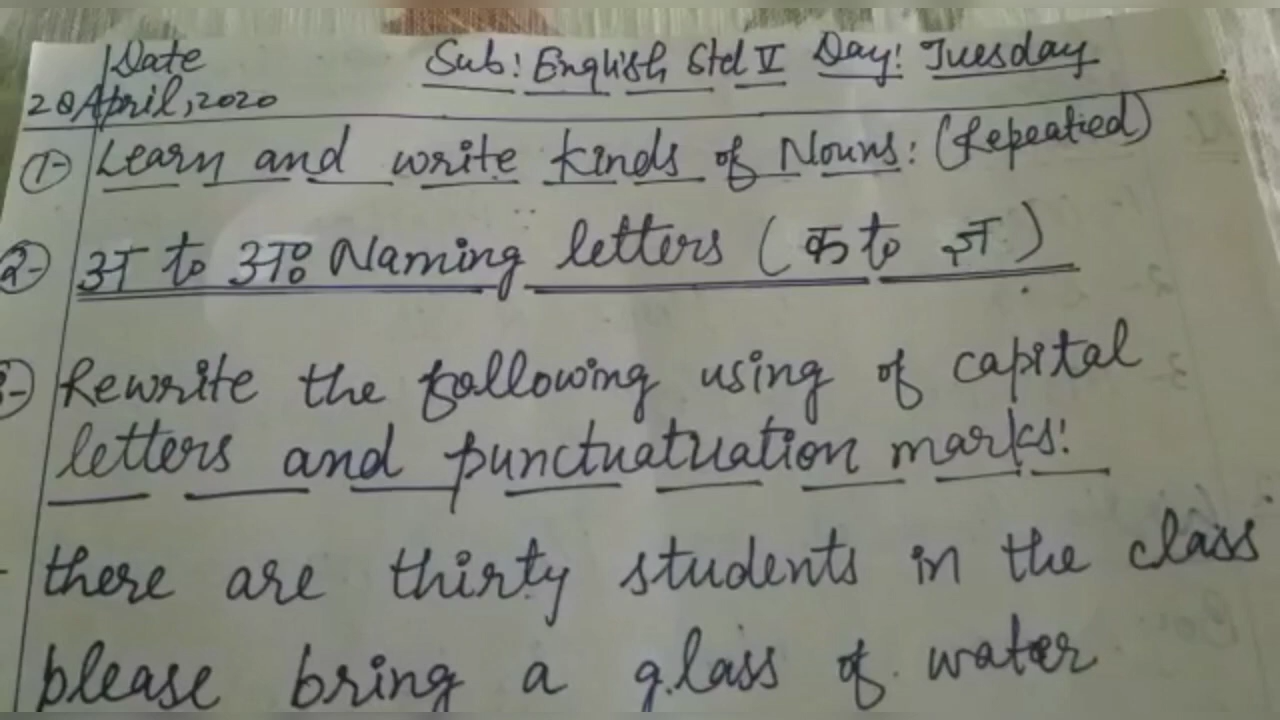 Date Sub: English Std V Day: Tuesday
28 April, 2020
1- Learn and write kinds of Nouns: (Repeatied)
2- अ to अः Naming letters (क to ज्ञ)
3- Rewrite the following using of capital
letters and punctuatuation marks:
there are thirty students in the class
please bring a glass of water